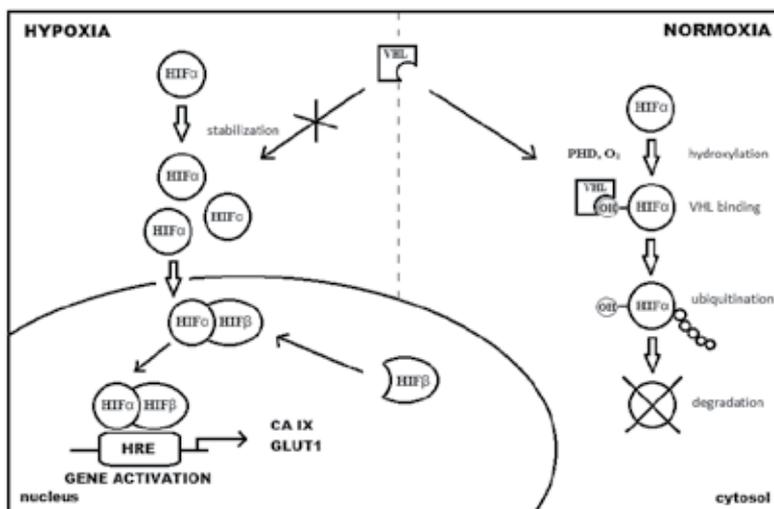 HYPOXIA
NORMOXIA
VHL
HIFα
stabilization
HIFα
HIFα
HIFα
HIFα
HIFβ
HIFβ
HIFα
HIFβ
HRE
CA IX
GLUT1
GENE ACTIVATION
nucleus
HIFα
PHD, O₂
hydroxylation
VHL
OH
HIFα
VHL binding
OH
HIFα
ubiquitination
degradation
cytosol